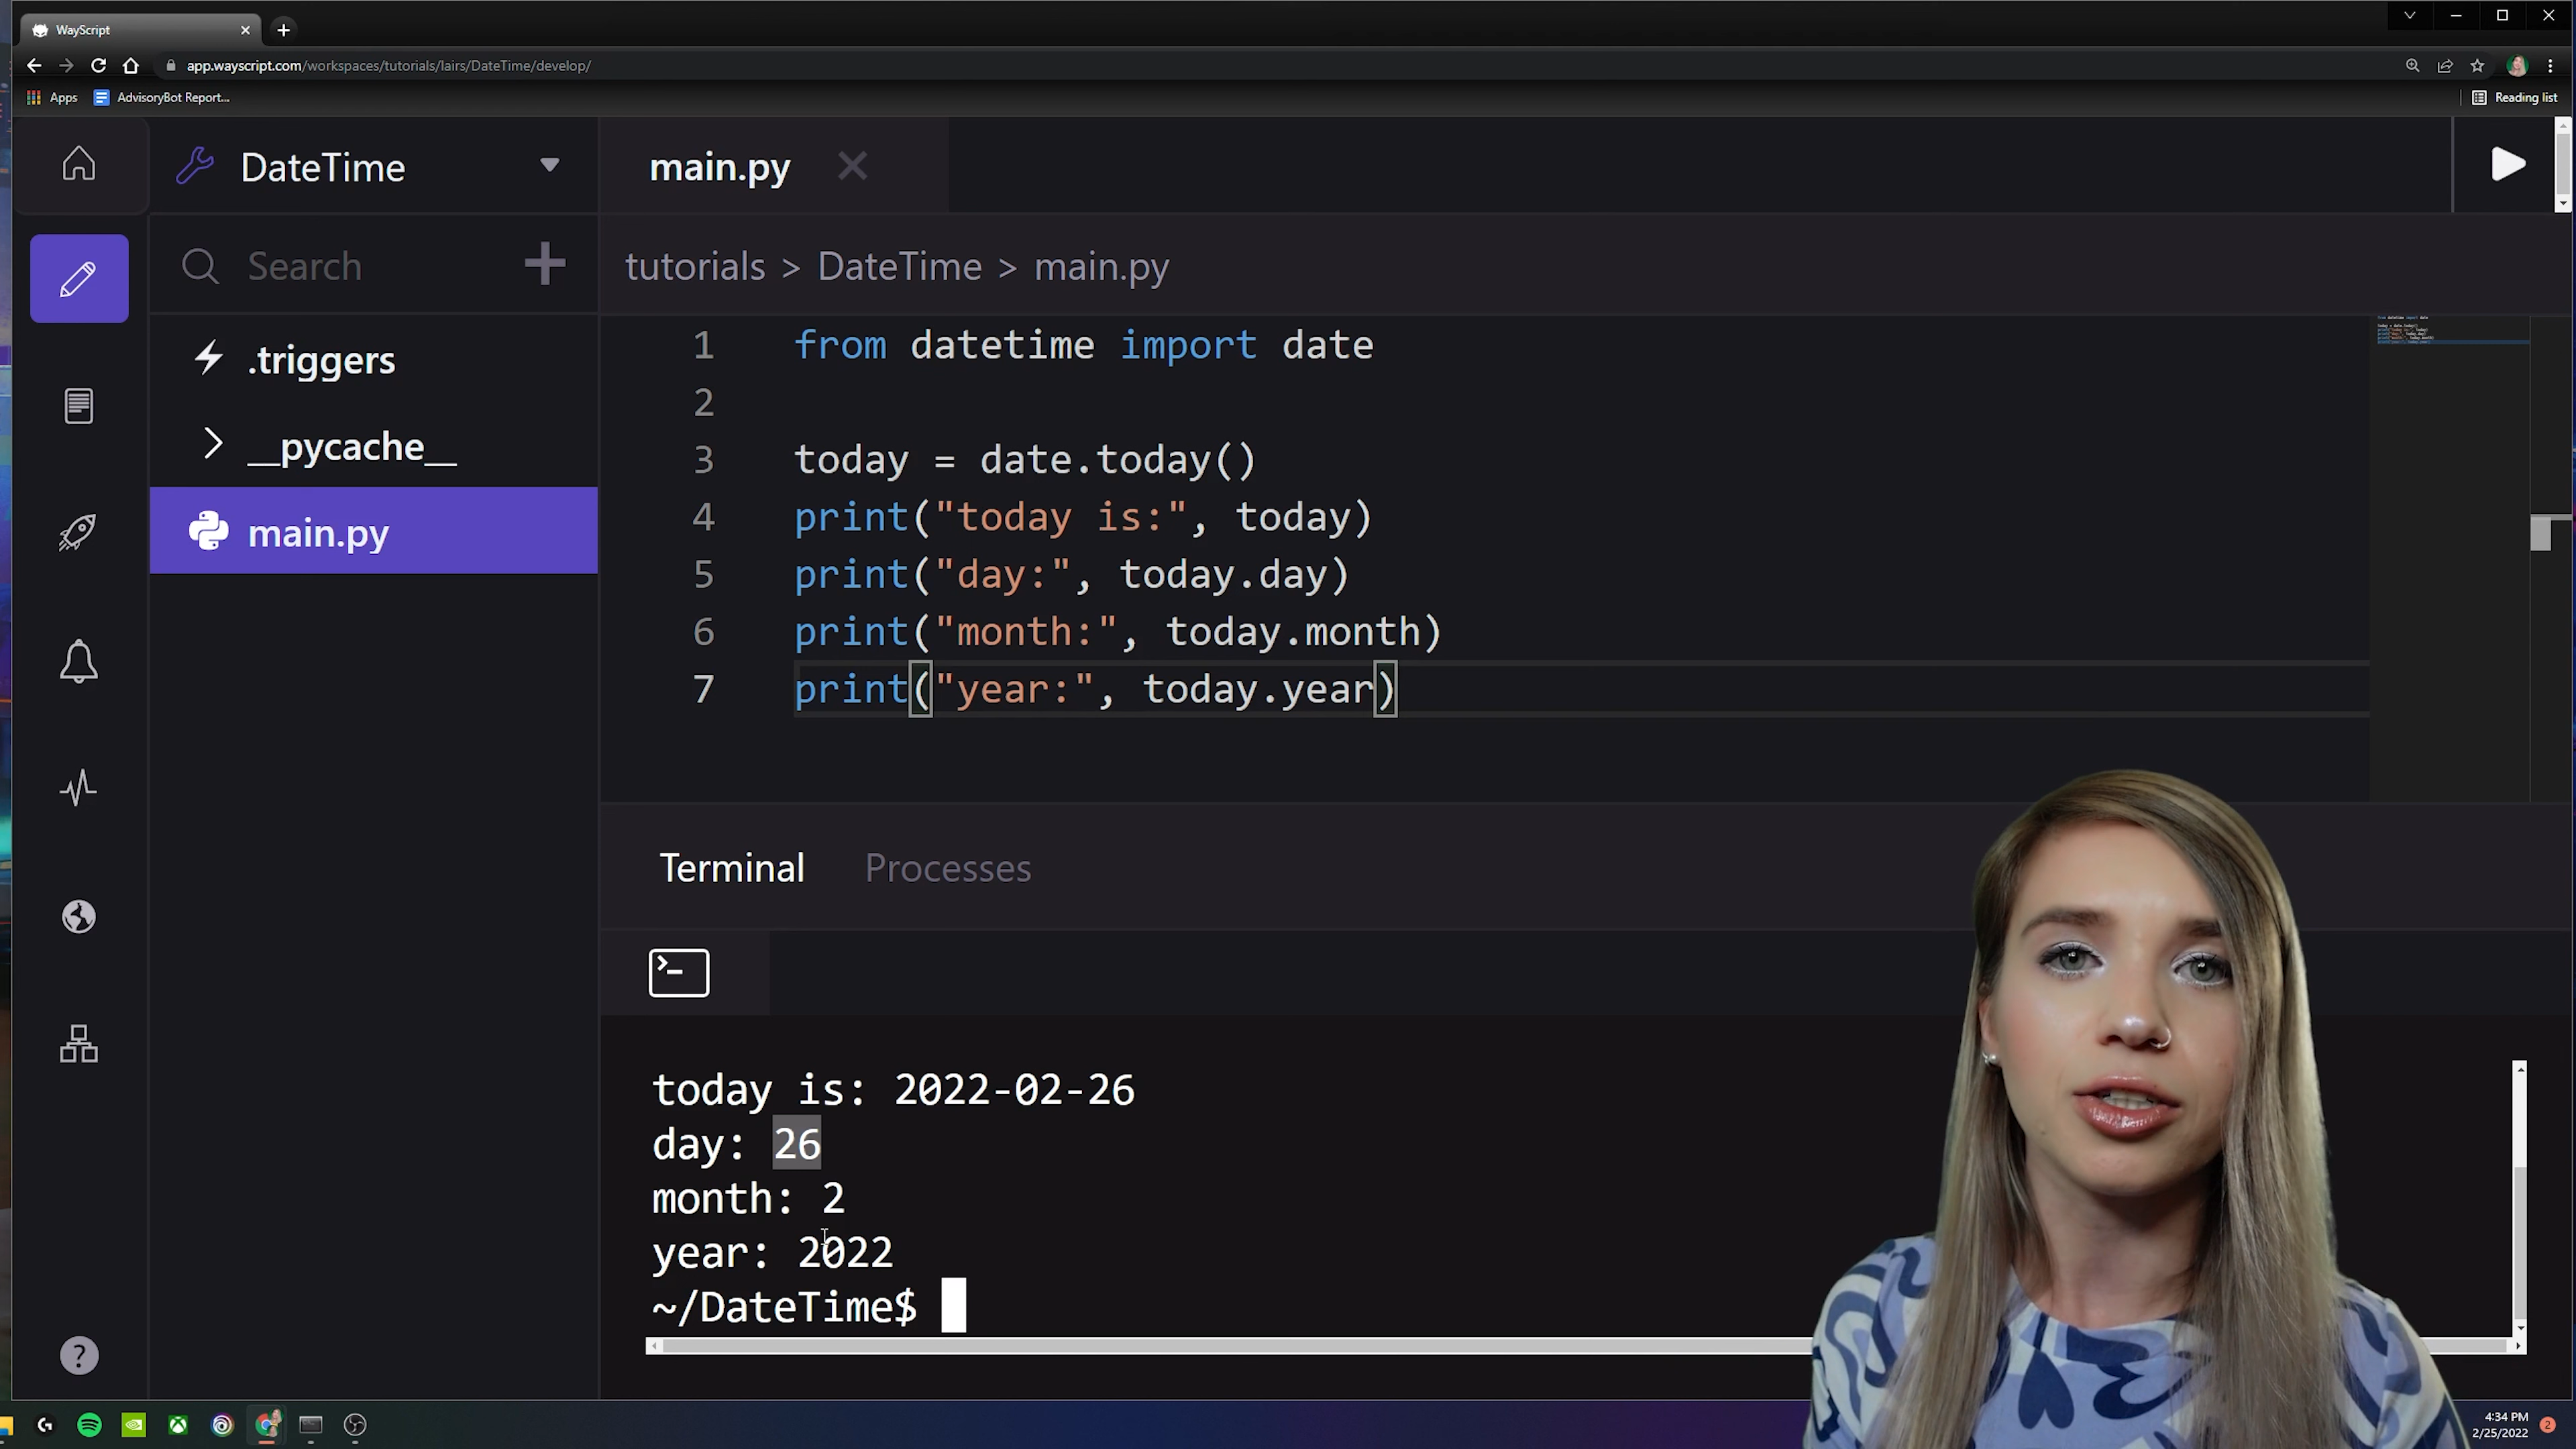 WayScript
app.wayscript.com/workspaces/tutorials/lairs/DateTime/develop/
Apps
AdvisoryBot Report...
Reading list
DateTime
main.py
Search
tutorials > DateTime > main.py
.triggers
__pycache__
main.py
1 from datetime import date
2
3 today = date.today()
4 print("today is:", today)
5 print("day:", today.day)
6 print("month:", today.month)
7 print("year:", today.year)
Terminal Processes
today is: 2022-02-26
day: 26
month: 2
year: 2022
~/DateTime$
4:34 PM
2/25/2022
2